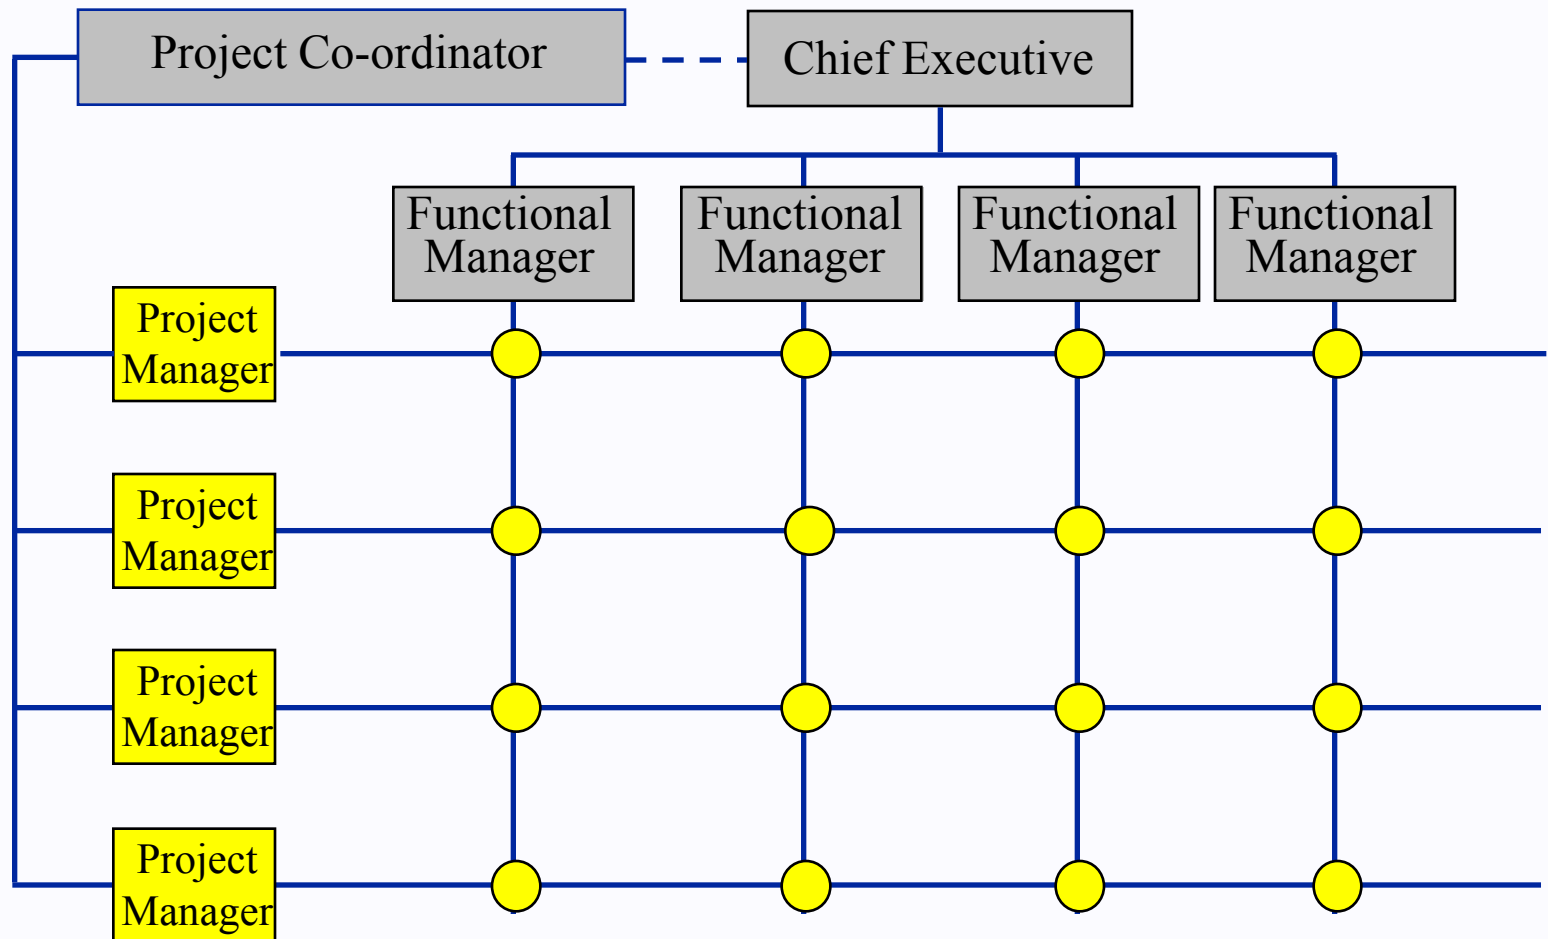 Project Co-ordinator
Chief Executive
Functional
Manager
Functional
Manager
Functional
Manager
Functional
Manager
Project
Manager
Project
Manager
Project
Manager
Project
Manager